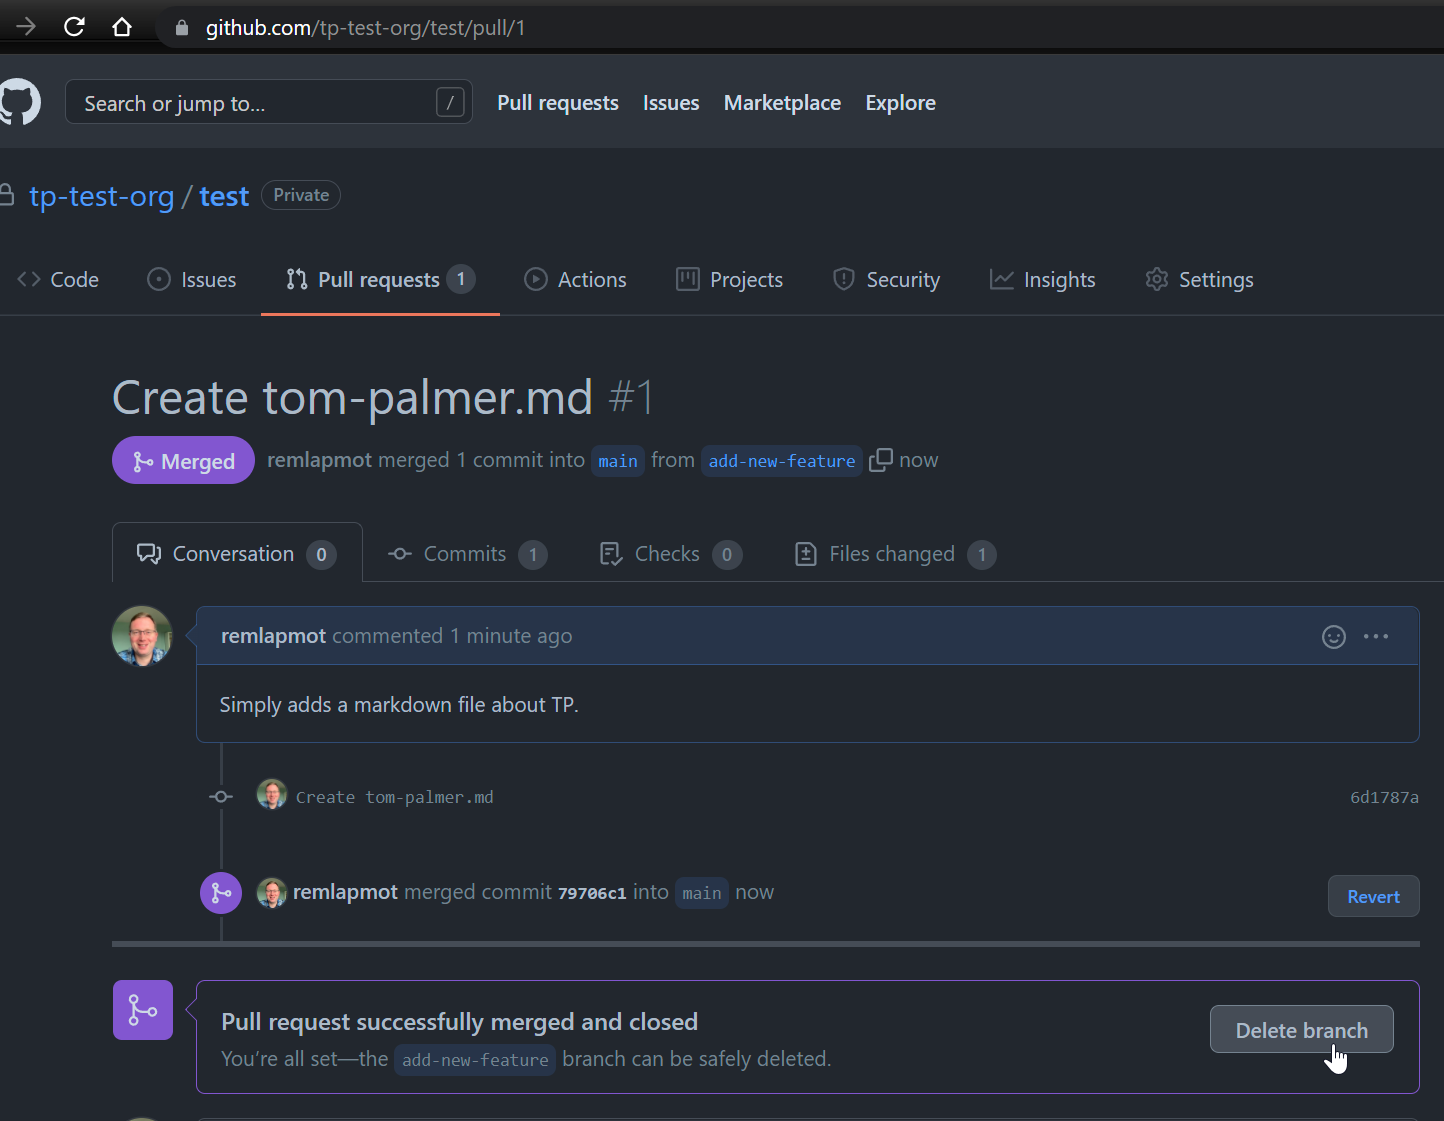 github.com/tp-test-org/test/pull/1
Search or jump to... / Pull requests Issues Marketplace Explore
tp-test-org / test Private
Code Issues Pull requests 1 Actions Projects Security Insights Settings
Create tom-palmer.md #1
Merged remlapmot merged 1 commit into main from add-new-feature now
Conversation 0 Commits 1 Checks 0 Files changed 1
remlapmot commented 1 minute ago
Simply adds a markdown file about TP.
Create tom-palmer.md 6d1787a
remlapmot merged commit 79706c1 into main now Revert
Pull request successfully merged and closed
Delete branch
You’re all set—the add-new-feature branch can be safely deleted.